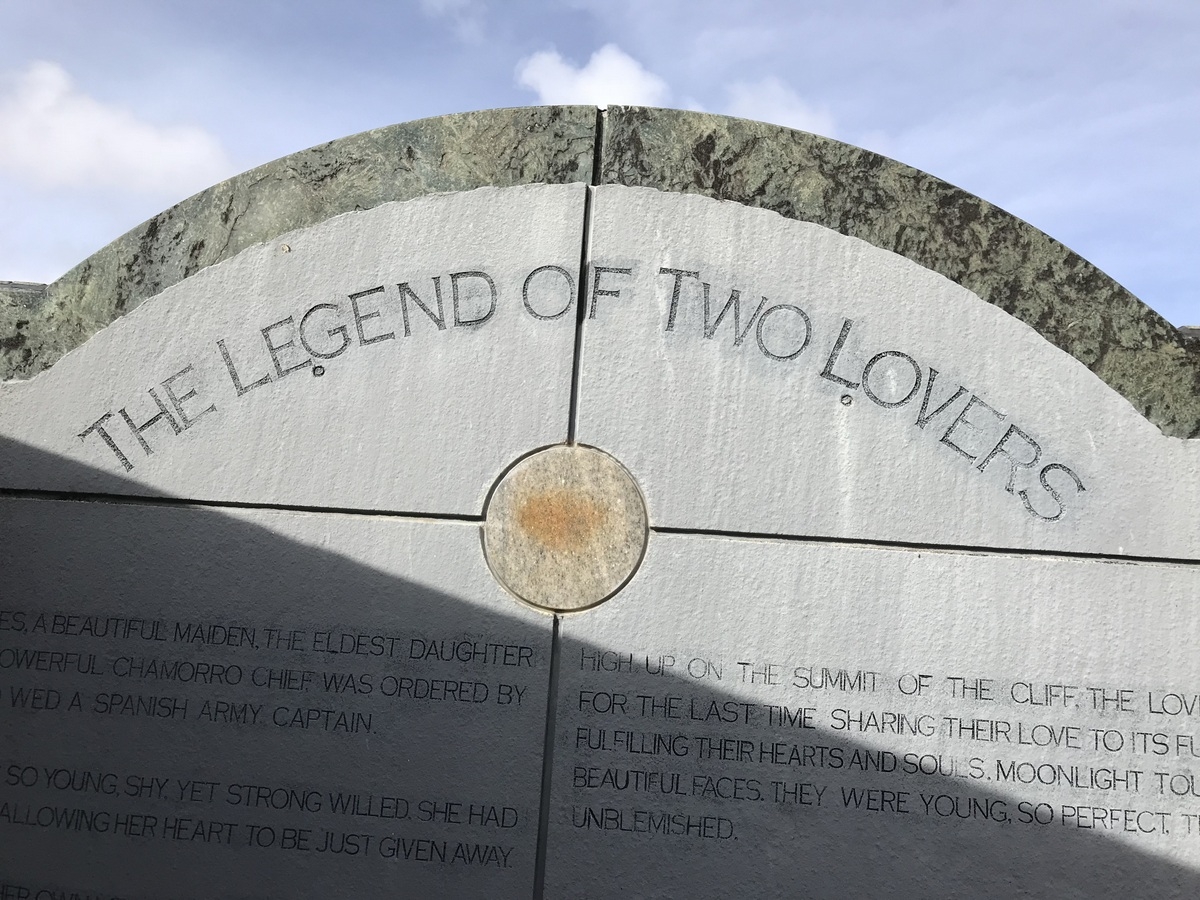 THE LEGEND OF TWO LOVERS
A BEAUTIFUL MAIDEN, THE ELDEST DAUGHTER
CHAMORRO CHIEF, WAS ORDERED BY
WED A SPANISH ARMY CAPTAIN.
SO YOUNG, SHY, YET STRONG WILLED, SHE HAD
ALLOWING HER HEART TO BE JUST GIVEN AWAY.
HER OWN
HIGH UP ON THE SUMMIT OF THE CLIFF, THE
FOR THE LAST TIME SHARING THEIR LOVE TO ITS
FULFILLING THEIR HEARTS AND SOULS. MOONLIGHT
BEAUTIFUL FACES. THEY WERE YOUNG, SO PERFECT,
UNBLEMISHED.